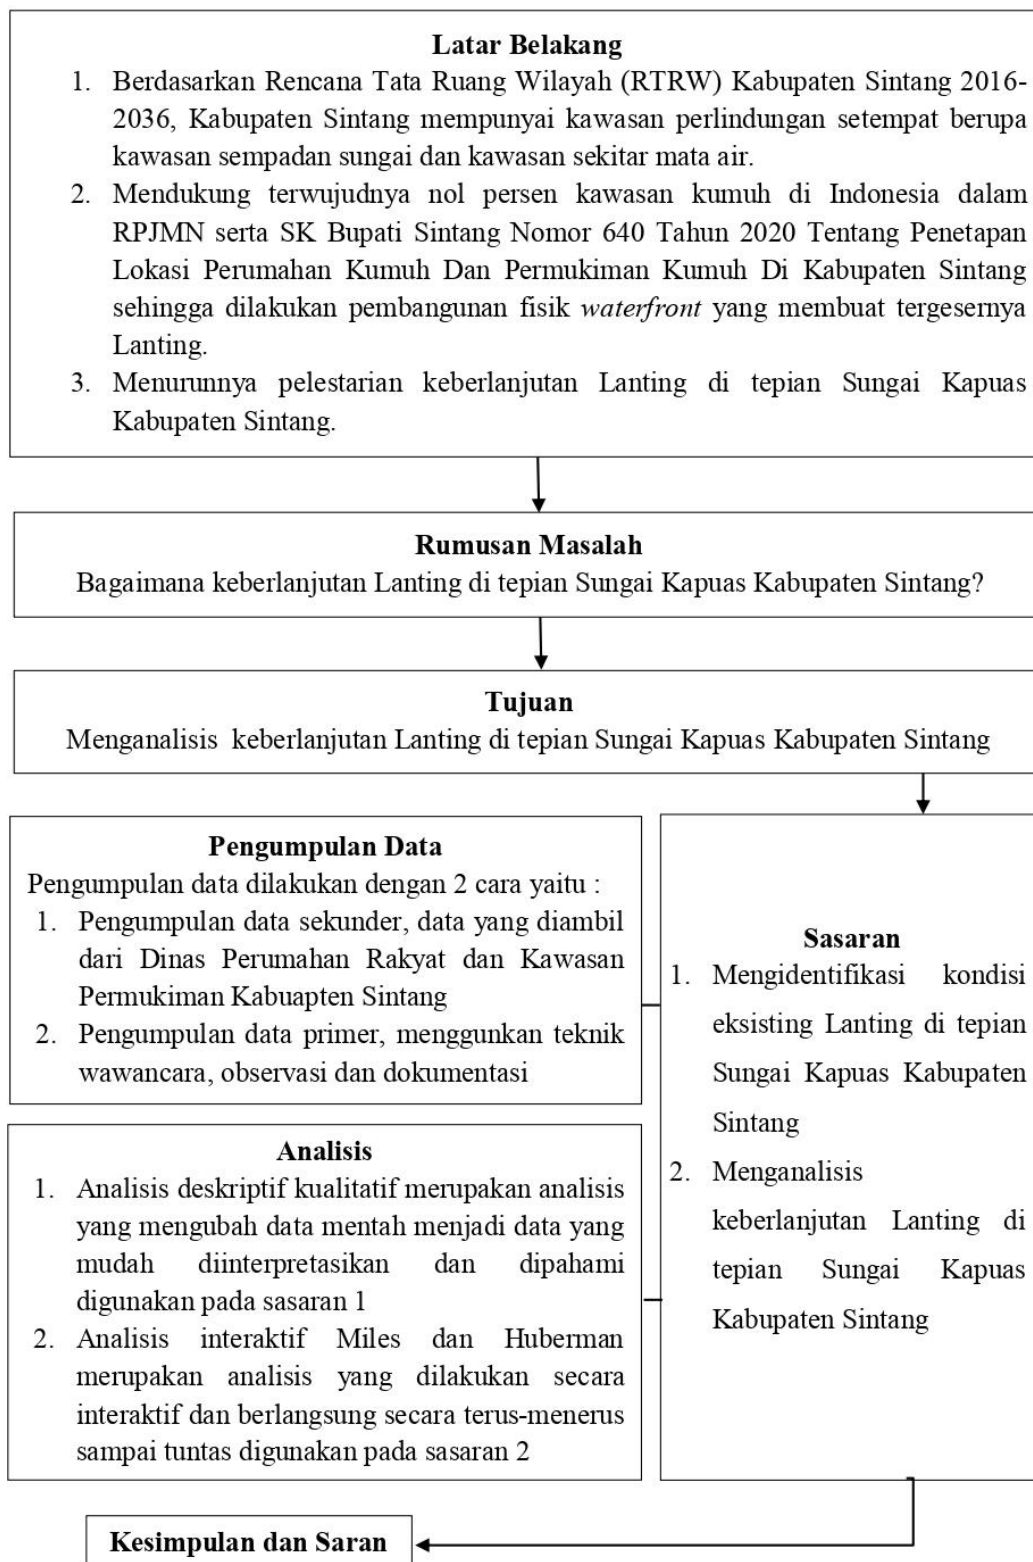 Latar Belakang
1. Berdasarkan Rencana Tata Ruang Wilayah (RTRW) Kabupaten Sintang 2016-
2036, Kabupaten Sintang mempunyai kawasan perlindungan setempat berupa
kawasan sempadan sungai dan kawasan sekitar mata air.
2. Mendukung terwujudnya nol persen kawasan kumuh di Indonesia dalam
RPJMN serta SK Bupati Sintang Nomor 640 Tahun 2020 Tentang Penetapan
Lokasi Perumahan Kumuh Dan Permukiman Kumuh Di Kabupaten Sintang
sehingga dilakukan pembangunan fisik waterfront yang membuat tergesernya
Lanting.
3. Menurunnya pelestarian keberlanjutan Lanting di tepian Sungai Kapuas
Kabupaten Sintang.
Rumusan Masalah
Bagaimana keberlanjutan Lanting di tepian Sungai Kapuas Kabupaten Sintang?
Tujuan
Menganalisis keberlanjutan Lanting di tepian Sungai Kapuas Kabupaten Sintang
Pengumpulan Data
Pengumpulan data dilakukan dengan 2 cara yaitu :
1. Pengumpulan data sekunder, data yang diambil
dari Dinas Perumahan Rakyat dan Kawasan
Permukiman Kabuapten Sintang
2. Pengumpulan data primer, menggunkan teknik
wawancara, observasi dan dokumentasi
Analisis
1. Analisis deskriptif kualitatif merupakan analisis
yang mengubah data mentah menjadi data yang
mudah diinterpretasikan dan dipahami
digunakan pada sasaran 1
2. Analisis interaktif Miles dan Huberman
merupakan analisis yang dilakukan secara
interaktif dan berlangsung secara terus-menerus
sampai tuntas digunakan pada sasaran 2
Sasaran
1. Mengidentifikasi kondisi
eksisting Lanting di tepian
Sungai Kapuas Kabupaten
Sintang
2. Menganalisis
keberlanjutan Lanting di
tepian Sungai Kapuas
Kabupaten Sintang
Kesimpulan dan Saran